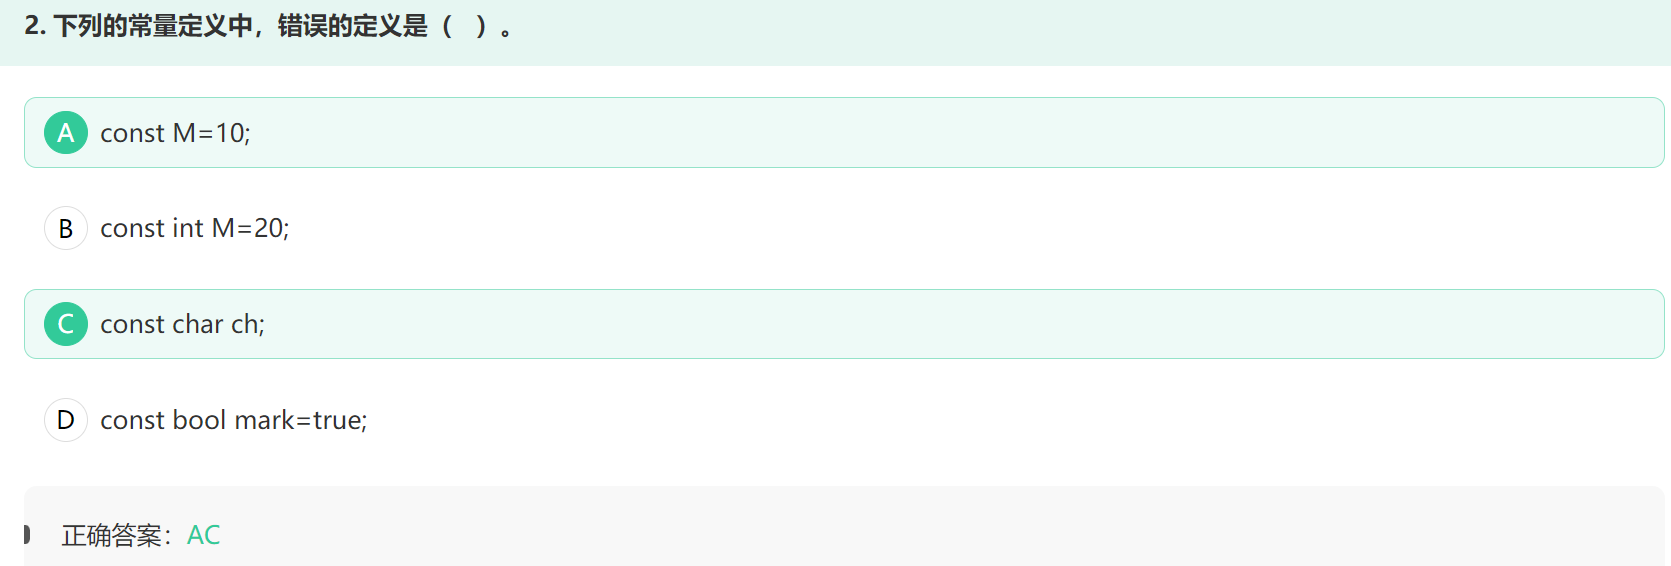 2. 下列的常量定义中，错误的定义是（ ）。
A const M=10;
B const int M=20;
C const char ch;
D const bool mark=true;
正确答案：AC